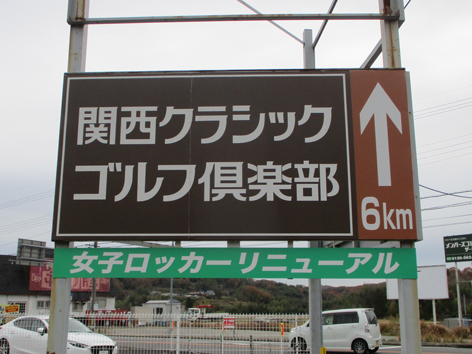 関西クラシック
ゴルフ倶楽部
6km
女子ロッカーリニューアル